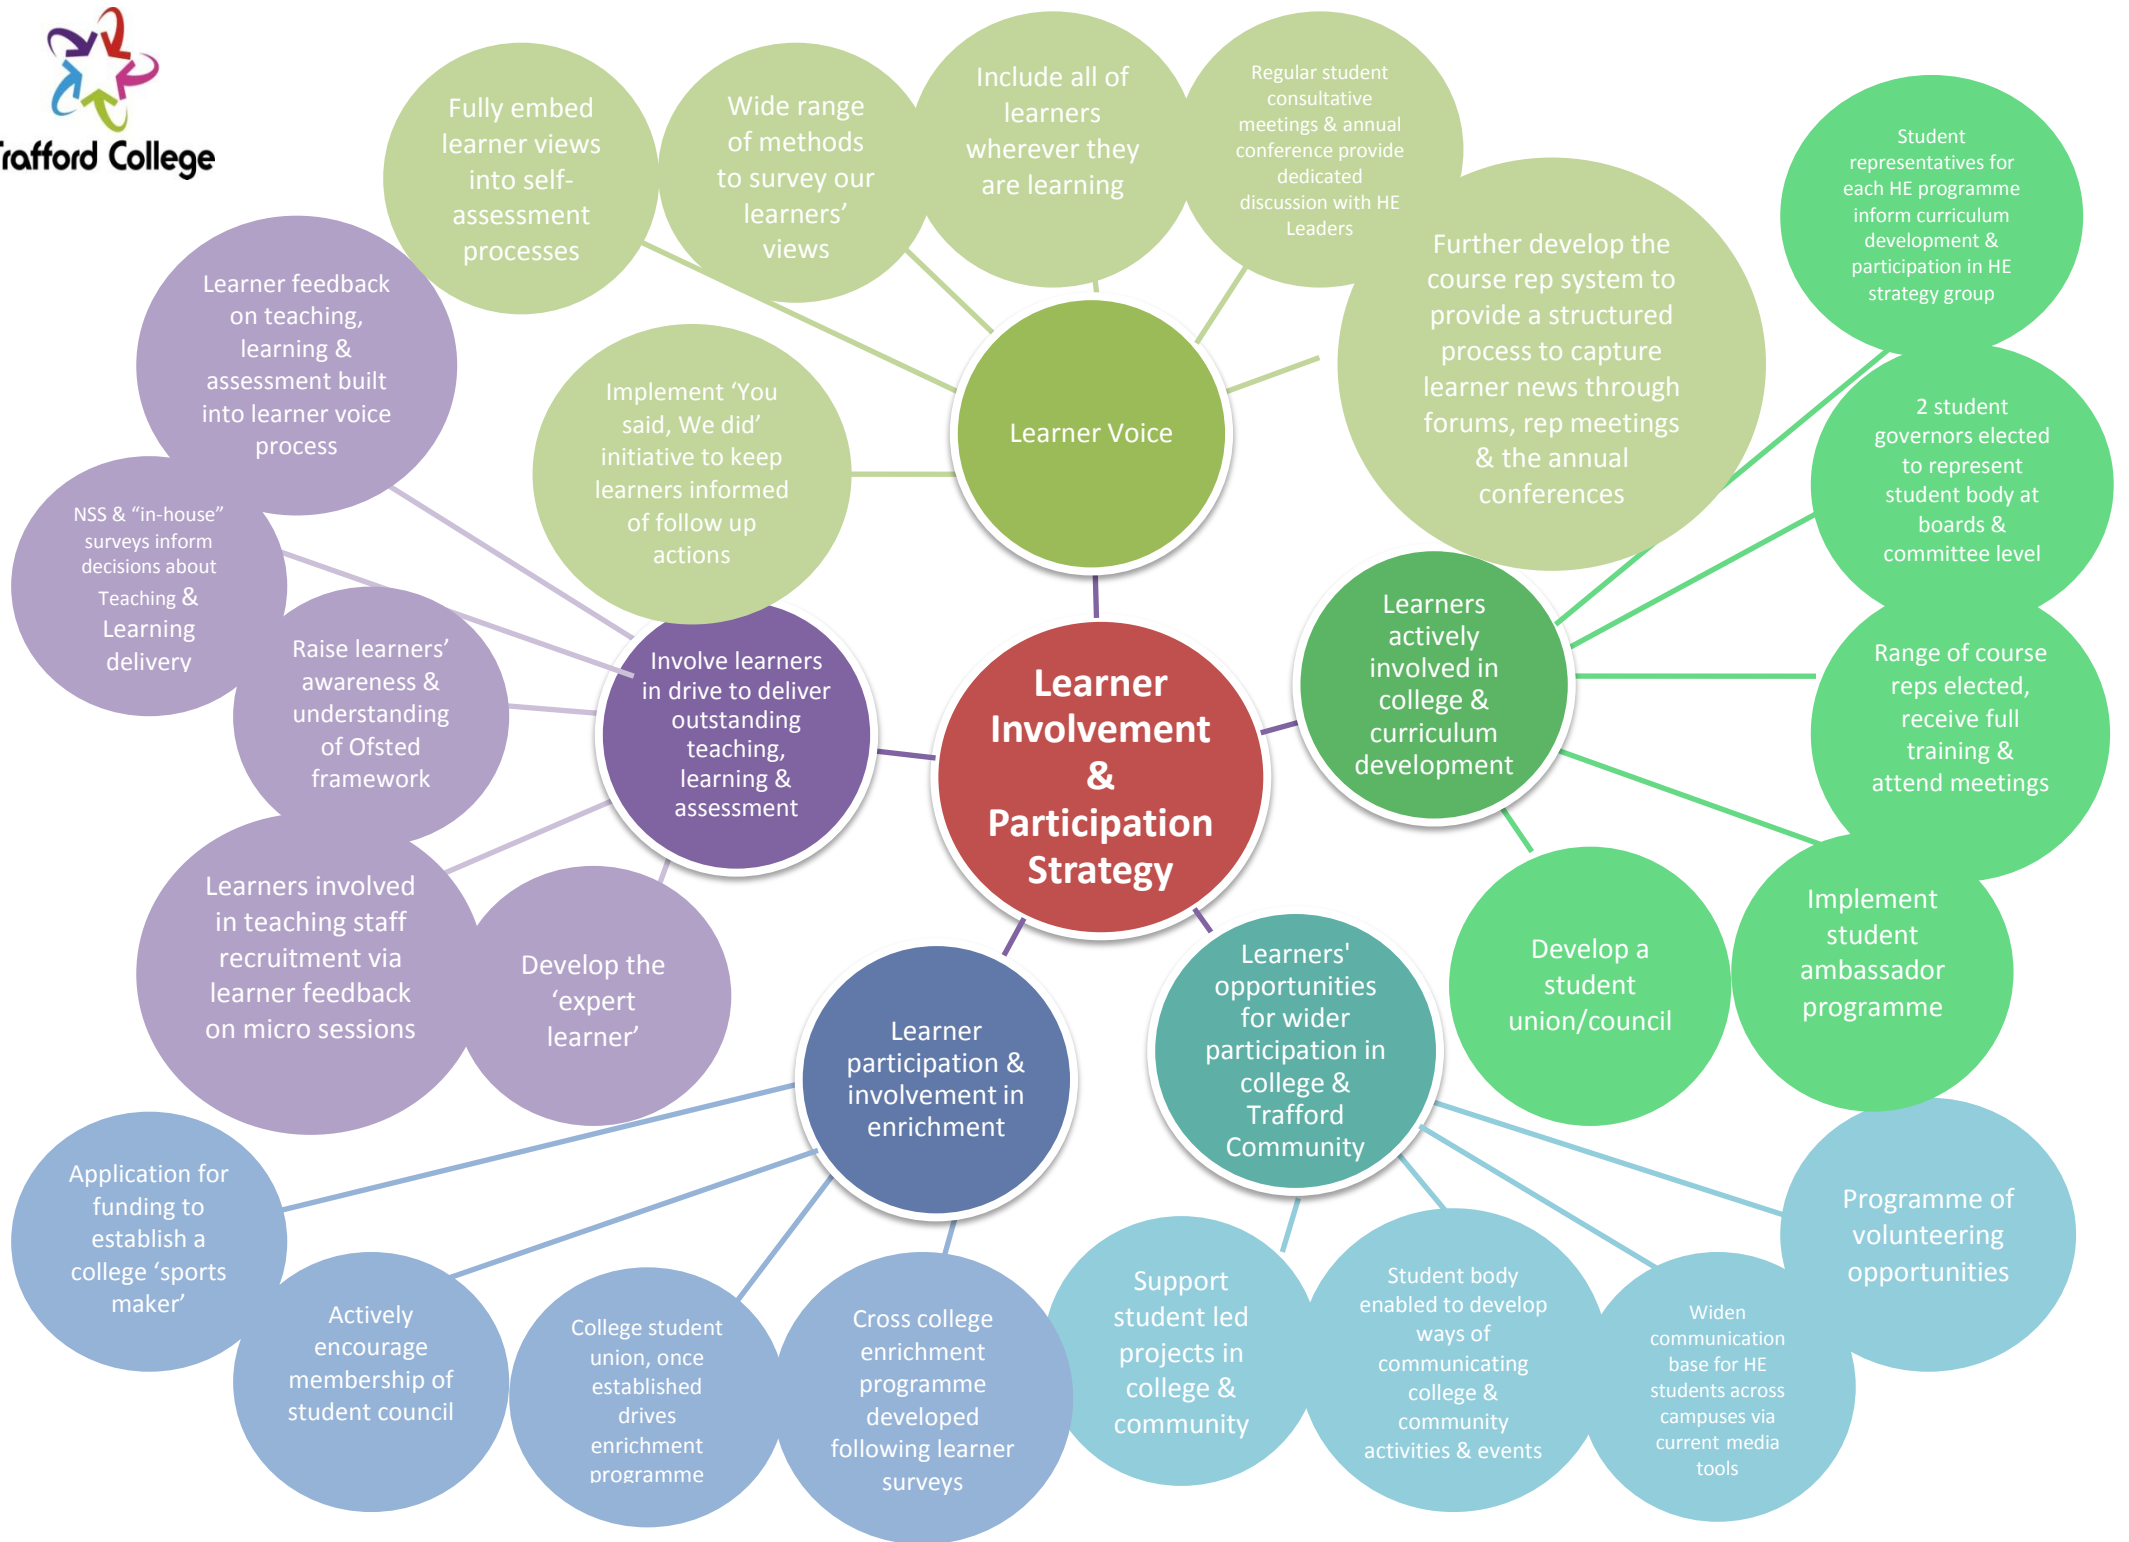 Trafford College
Fully embed
learner views
into self-
assessment
processes
Wide range
of methods
to survey our
learners’
views
Include all of
learners
wherever they
are learning
Regular student
consultative
meetings & annual
conference provide
dedicated
discussion with HE
Leaders
Further develop the
course rep system to
provide a structured
process to capture
learner news through
forums, rep meetings
& the annual
conferences
Implement ‘You
said, We did’
initiative to keep
learners informed
of follow up
actions
Learner Voice
Student
representatives for
each HE programme
inform curriculum
development &
participation in HE
strategy group
2 student
governors elected
to represent
student body at
boards &
committee level
Range of course
reps elected,
receive full
training &
attend meetings
Implement
student
ambassador
programme
Develop a
student
union/council
Learners
actively
involved in
college &
curriculum
development
Learner feedback
on teaching,
learning &
assessment built
into learner voice
process
NSS & “in-house”
surveys inform
decisions about
Teaching &
Learning
delivery
Raise learners’
awareness &
understanding
of Ofsted
framework
Learners involved
in teaching staff
recruitment via
learner feedback
on micro sessions
Develop the
‘expert
learner’
Involve learners
in drive to deliver
outstanding
teaching,
learning &
assessment
Learner
Involvement
&
Participation
Strategy
Learner
participation &
involvement in
enrichment
Learners'
opportunities
for wider
participation in
college &
Trafford
Community
Application for
funding to
establish a
college ‘sports
maker’
Actively
encourage
membership of
student council
College student
union, once
established
drives
enrichment
programme
Cross college
enrichment
programme
developed
following learner
surveys
Support
student led
projects in
college &
community
Student body
enabled to develop
ways of
communicating
college &
community
activities & events
Widen
communication
base for HE
students across
campuses via
current media
tools
Programme of
volunteering
opportunities